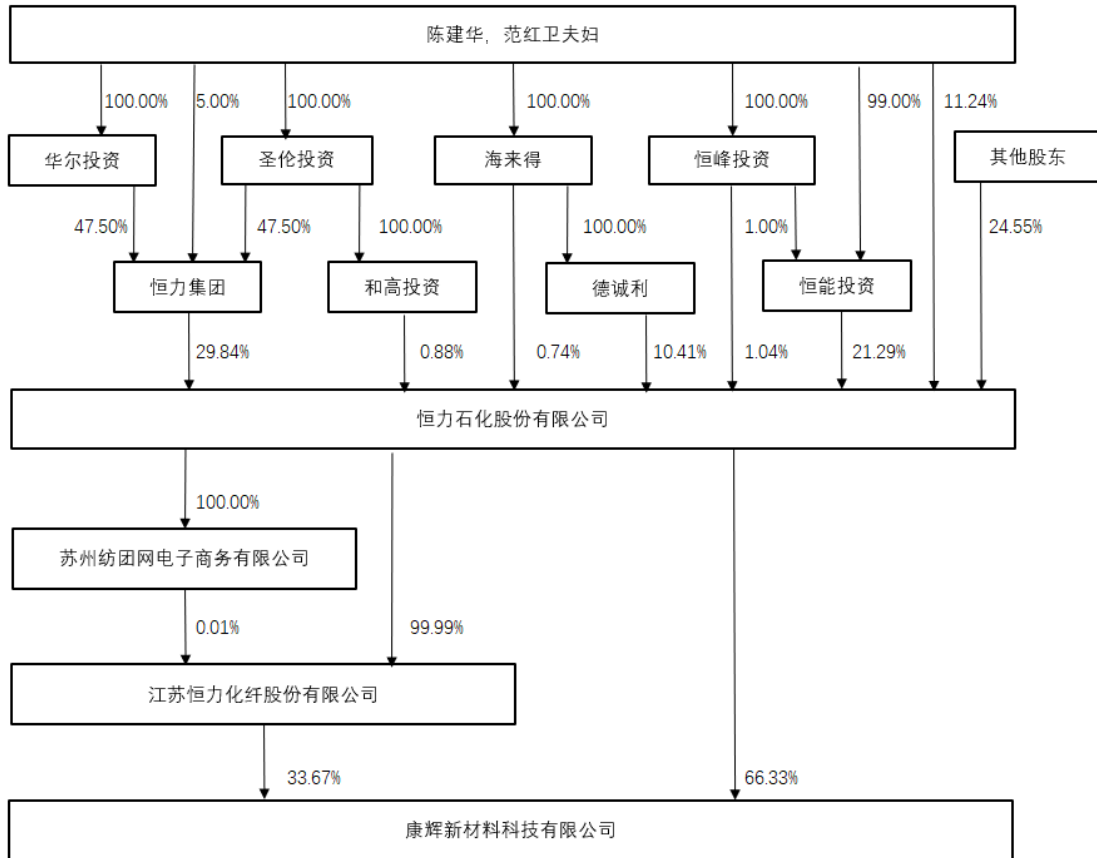 陈建华，范红卫夫妇
100.00%
5.00%
100.00%
100.00%
100.00%
99.00%
11.24%
华尔投资
圣伦投资
海来得
恒峰投资
其他股东
47.50%
47.50%
100.00%
100.00%
1.00%
24.55%
恒力集团
和高投资
德诚利
恒能投资
29.84%
0.88%
0.74%
10.41%
1.04%
21.29%
恒力石化股份有限公司
100.00%
苏州纺团网电子商务有限公司
0.01%
99.99%
江苏恒力化纤股份有限公司
33.67%
66.33%
康辉新材料科技有限公司